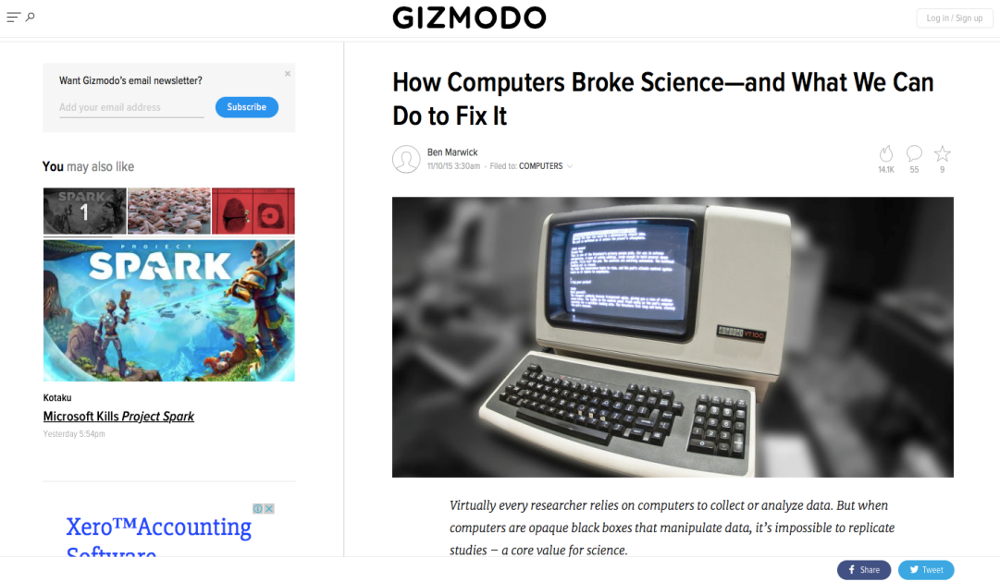 GIZMODO
Log in / Sign up
Want Gizmodo's email newsletter?
Add your email address
Subscribe
You may also like
SPARK
1
PROJECT
SPARK
Kotaku
Microsoft Kills Project Spark
Yesterday 5:54pm
Xero™Accounting
Software
How Computers Broke Science—and What We Can
Do to Fix It
Ben Marwick
11/10/15 3:30am · Filed to: COMPUTERS
14.1K
55
9
digital VT100
Virtually every researcher relies on computers to collect or analyze data. But when
computers are opaque black boxes that manipulate data, it's impossible to replicate
studies – a core value for science.
Share
Tweet